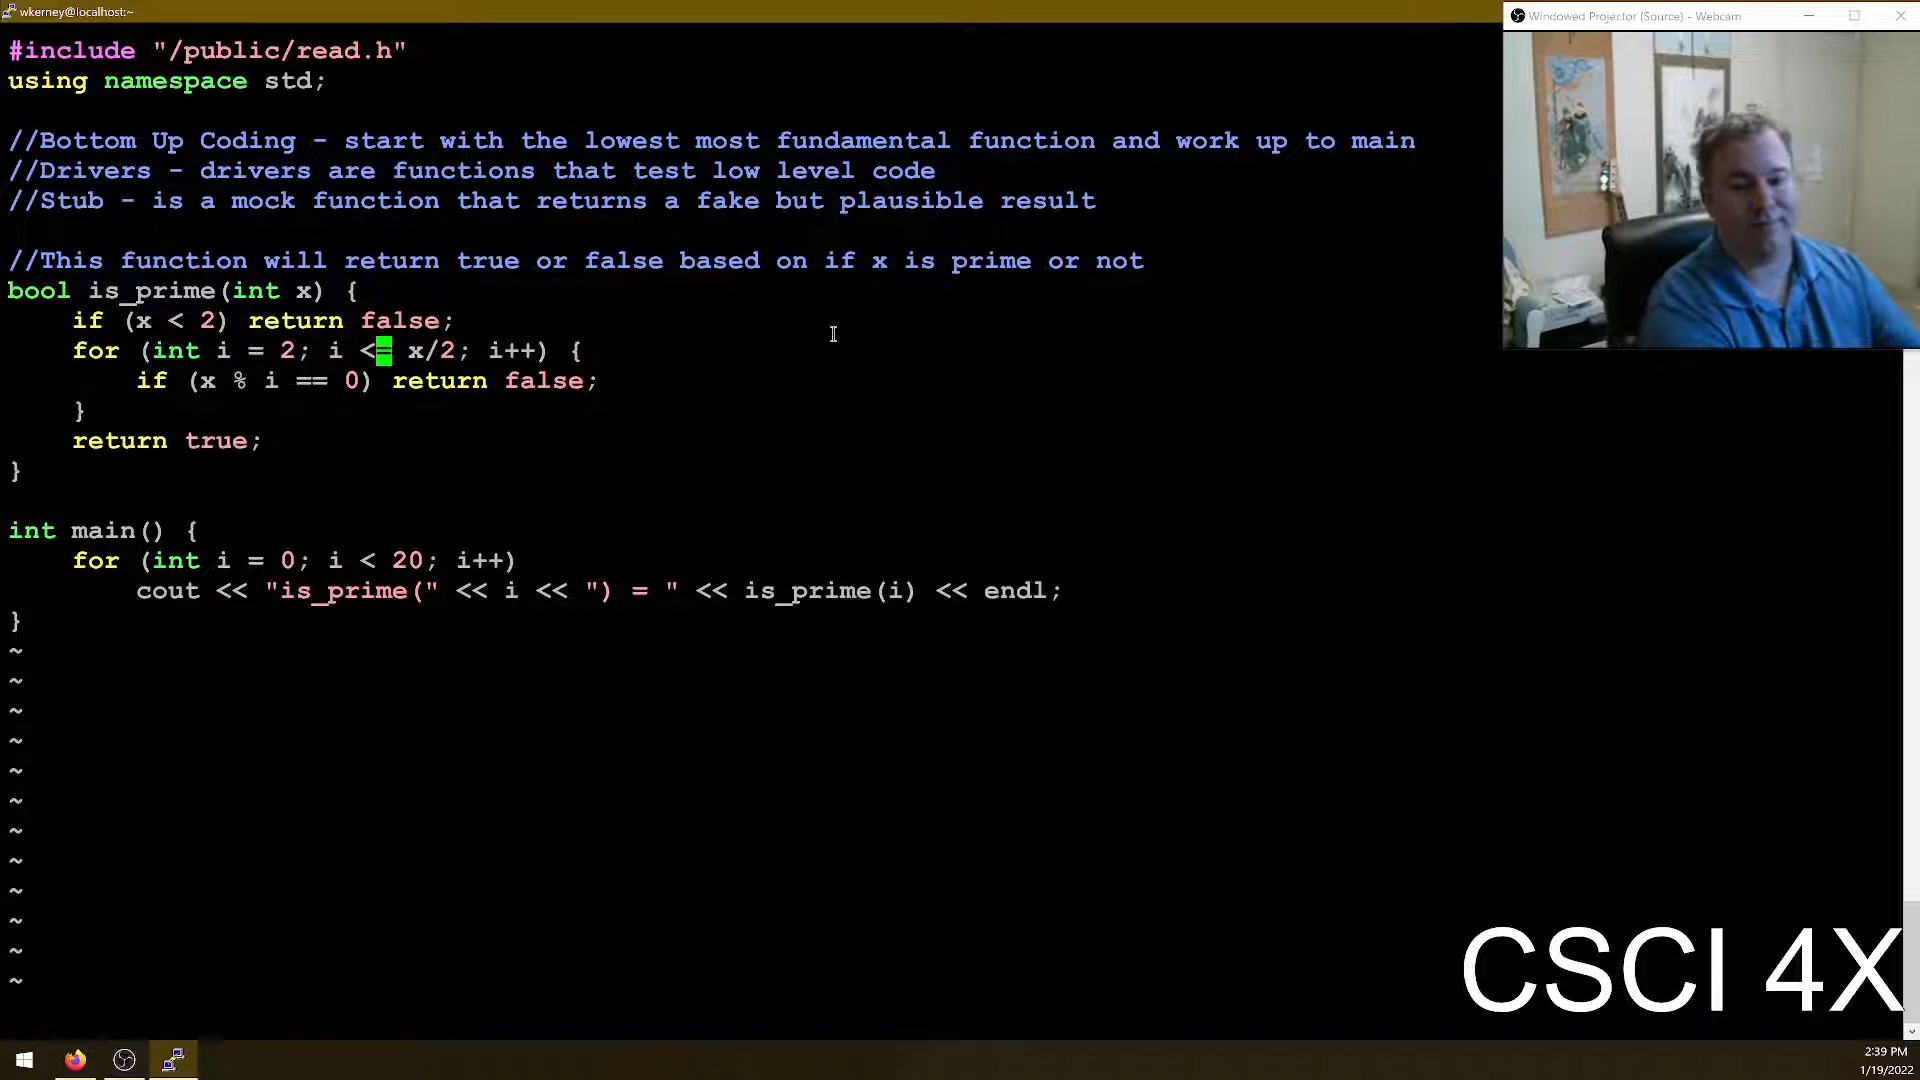 wkerney@localhost:~
Windowed Projector (Source) - Webcam
#include "/public/read.h"
using namespace std;
//Bottom Up Coding - start with the lowest most fundamental function and work up to main
//Drivers - drivers are functions that test low level code
//Stub - is a mock function that returns a fake but plausible result
//This function will return true or false based on if x is prime or not
bool is_prime(int x) {
    if (x < 2) return false;
    for (int i = 2; i <= x/2; i++) {
        if (x % i == 0) return false;
    }
    return true;
}
int main() {
    for (int i = 0; i < 20; i++)
        cout << "is_prime(" << i << ") = " << is_prime(i) << endl;
}
~
~
~
~
~
~
~
~
~
~
~
~
CSCI 4X
2:39 PM
1/19/2022